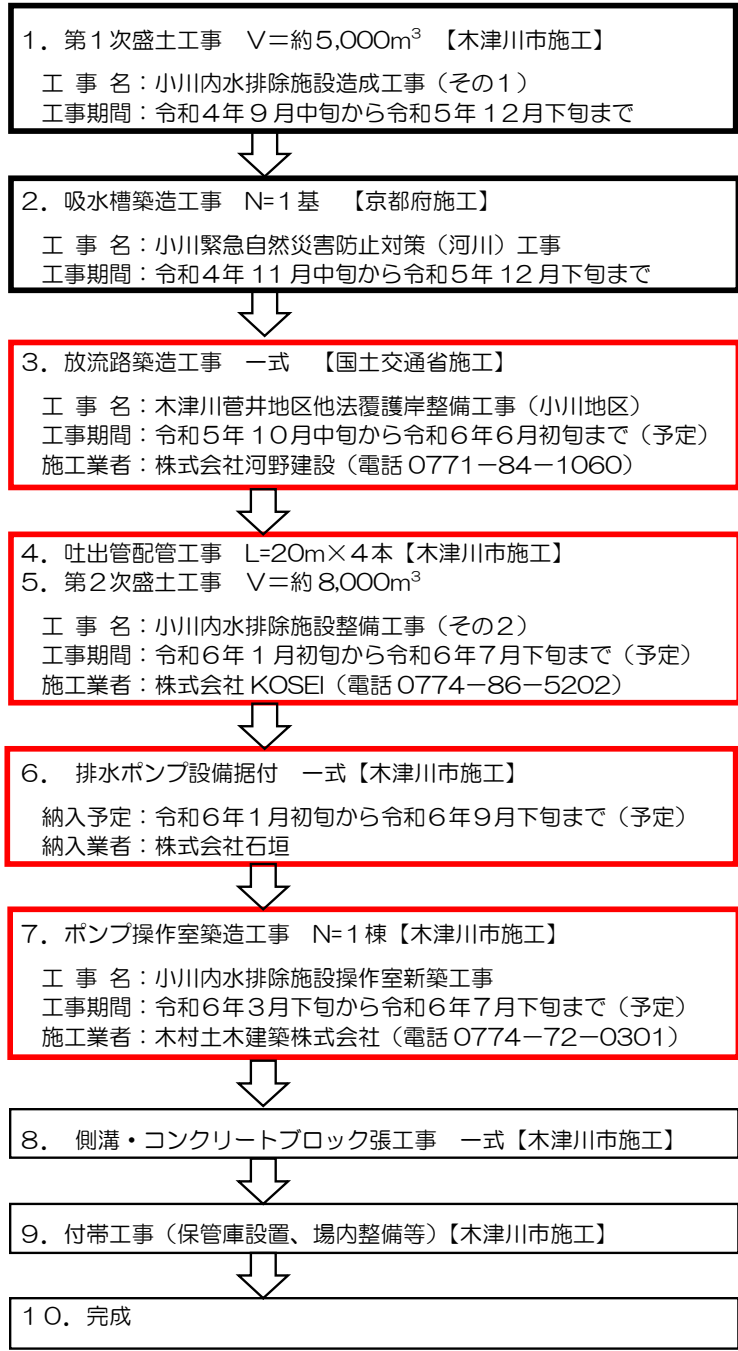 １．第１次盛土工事　Ｖ＝約５,０００m³　【木津川市施工】
工 事 名：小川内水排除施設造成工事（その１）
工事期間：令和４年９月中旬から令和５年１２月下旬まで
２．吸水槽築造工事　N=１基　【京都府施工】
工 事 名：小川緊急自然災害防止対策（河川）工事
工事期間：令和４年１１月中旬から令和５年１２月下旬まで
３．放流路築造工事　一式　【国土交通省施工】
工 事 名：木津川菅井地区他法覆護岸整備工事（小川地区）
工事期間：令和５年１０月中旬から令和６年６月初旬まで（予定）
施工業者：株式会社河野建設（電話０７７１－８４－１０６０）
４．吐出管配管工事　L=２０m×４本【木津川市施工】
５．第２次盛土工事　Ｖ＝約８,０００m³
工 事 名：小川内水排除施設整備工事（その２）
工事期間：令和６年１月初旬から令和６年７月下旬まで（予定）
施工業者：株式会社KOSEI（電話０７７４－８６－５２０２）
６．　排水ポンプ設備据付　一式【木津川市施工】
納入予定：令和６年１月初旬から令和６年９月下旬まで（予定）
納入業者：株式会社石垣
７．ポンプ操作室築造工事　N=１棟【木津川市施工】
工 事 名：小川内水排除施設操作室新築工事
工事期間：令和６年３月下旬から令和６年７月下旬まで（予定）
施工業者：木村土木建築株式会社（電話０７７４－７２－０３０１）
８．　側溝・コンクリートブロック張工事　一式【木津川市施工】
９．付帯工事（保管庫設置、場内整備等）【木津川市施工】
１０．完成